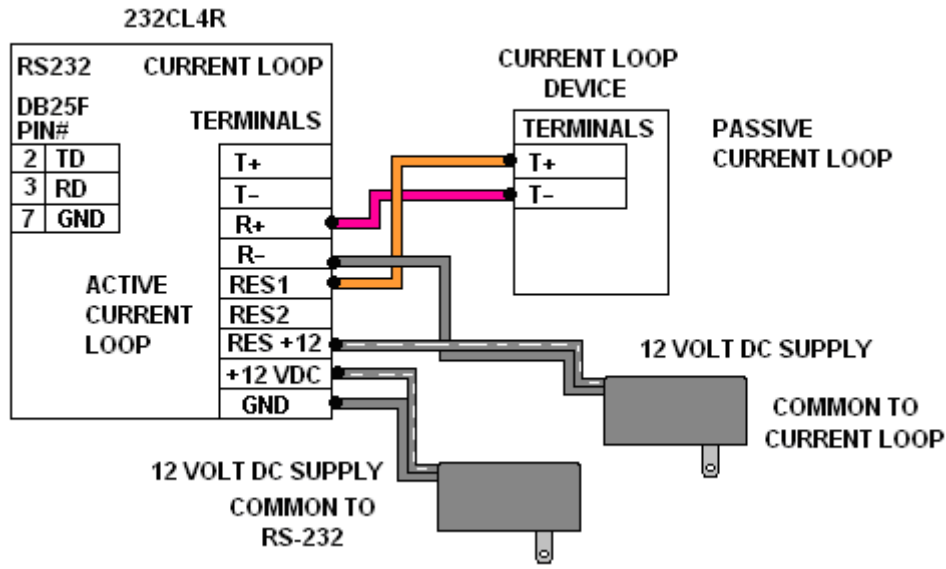 232CL4R
RS232 CURRENT LOOP
DB25F
PIN#
2 TD
3 RD
7 GND
TERMINALS
T+
T-
R+
R-
RES1
RES2
RES +12
+12 VDC
GND
ACTIVE
CURRENT
LOOP
CURRENT LOOP
DEVICE
TERMINALS
T+
T-
PASSIVE
CURRENT LOOP
12 VOLT DC SUPPLY
COMMON TO
CURRENT LOOP
12 VOLT DC SUPPLY
COMMON TO
RS-232